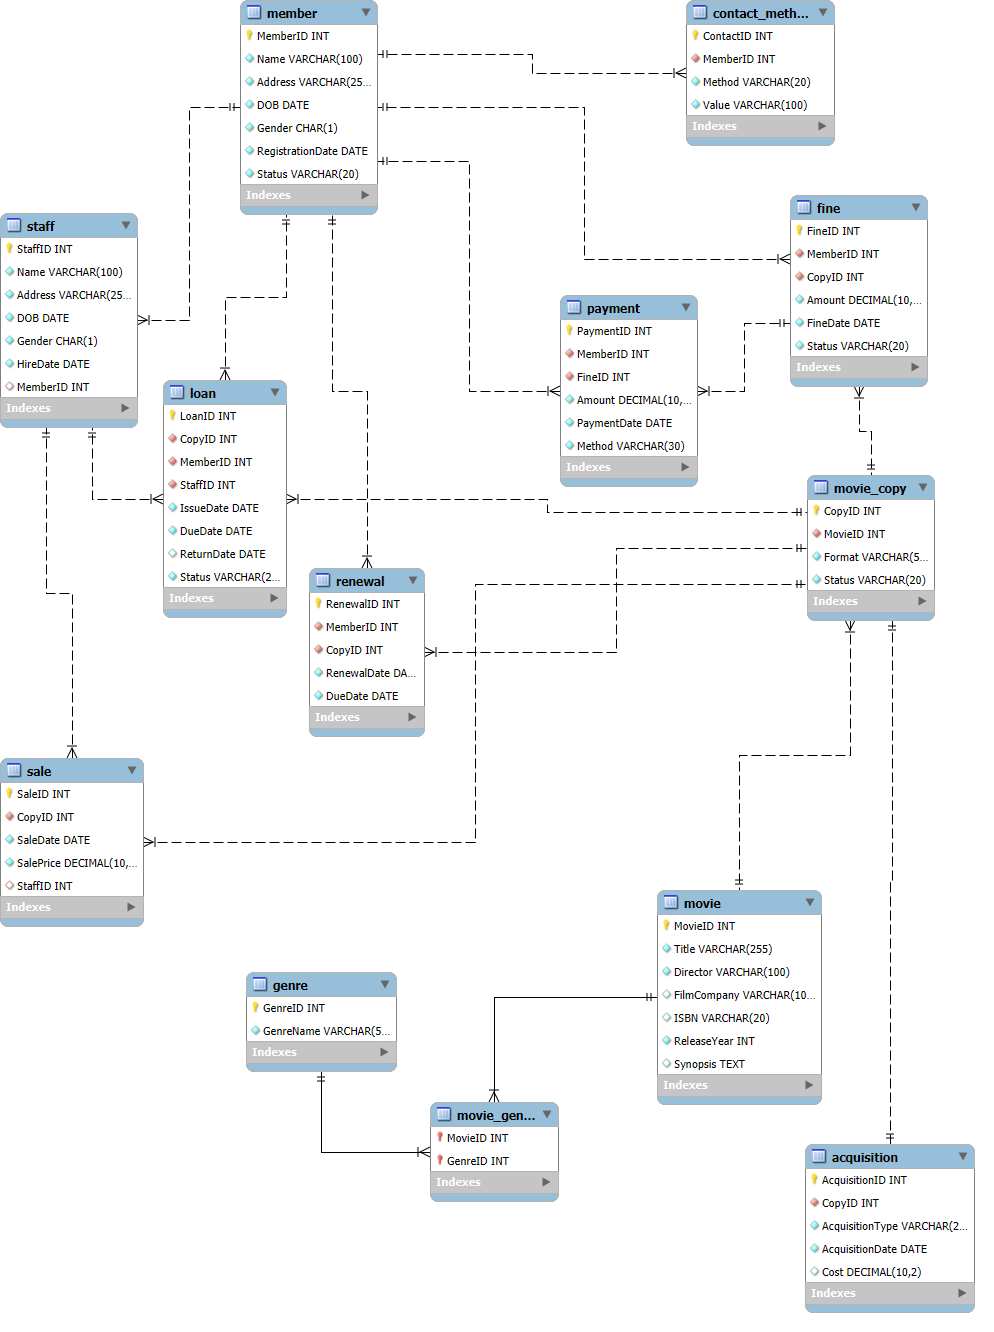 member
MemberID INT
Name VARCHAR(100)
Address VARCHAR(25...
DOB DATE
Gender CHAR(1)
RegistrationDate DATE
Status VARCHAR(20)
Indexes
contact_meth...
ContactID INT
MemberID INT
Method VARCHAR(20)
Value VARCHAR(100)
Indexes
staff
StaffID INT
Name VARCHAR(100)
Address VARCHAR(25...
DOB DATE
Gender CHAR(1)
HireDate DATE
MemberID INT
Indexes
fine
FineID INT
MemberID INT
CopyID INT
Amount DECIMAL(10,...
FineDate DATE
Status VARCHAR(20)
Indexes
payment
PaymentID INT
MemberID INT
FineID INT
Amount DECIMAL(10,...
PaymentDate DATE
Method VARCHAR(30)
Indexes
loan
LoanID INT
CopyID INT
MemberID INT
StaffID INT
IssueDate DATE
DueDate DATE
ReturnDate DATE
Status VARCHAR(2...
Indexes
movie_copy
CopyID INT
MovieID INT
Format VARCHAR(5...
Status VARCHAR(20)
Indexes
renewal
RenewalID INT
MemberID INT
CopyID INT
RenewalDate DA...
DueDate DATE
Indexes
sale
SaleID INT
CopyID INT
SaleDate DATE
SalePrice DECIMAL(10,...
StaffID INT
Indexes
movie
MovieID INT
Title VARCHAR(255)
Director VARCHAR(100)
FilmCompany VARCHAR(10...
ISBN VARCHAR(20)
ReleaseYear INT
Synopsis TEXT
Indexes
genre
GenreID INT
GenreName VARCHAR(5...
Indexes
movie_gen...
MovieID INT
GenreID INT
Indexes
acquisition
AcquisitionID INT
CopyID INT
AcquisitionType VARCHAR(2...
AcquisitionDate DATE
Cost DECIMAL(10,2)
Indexes